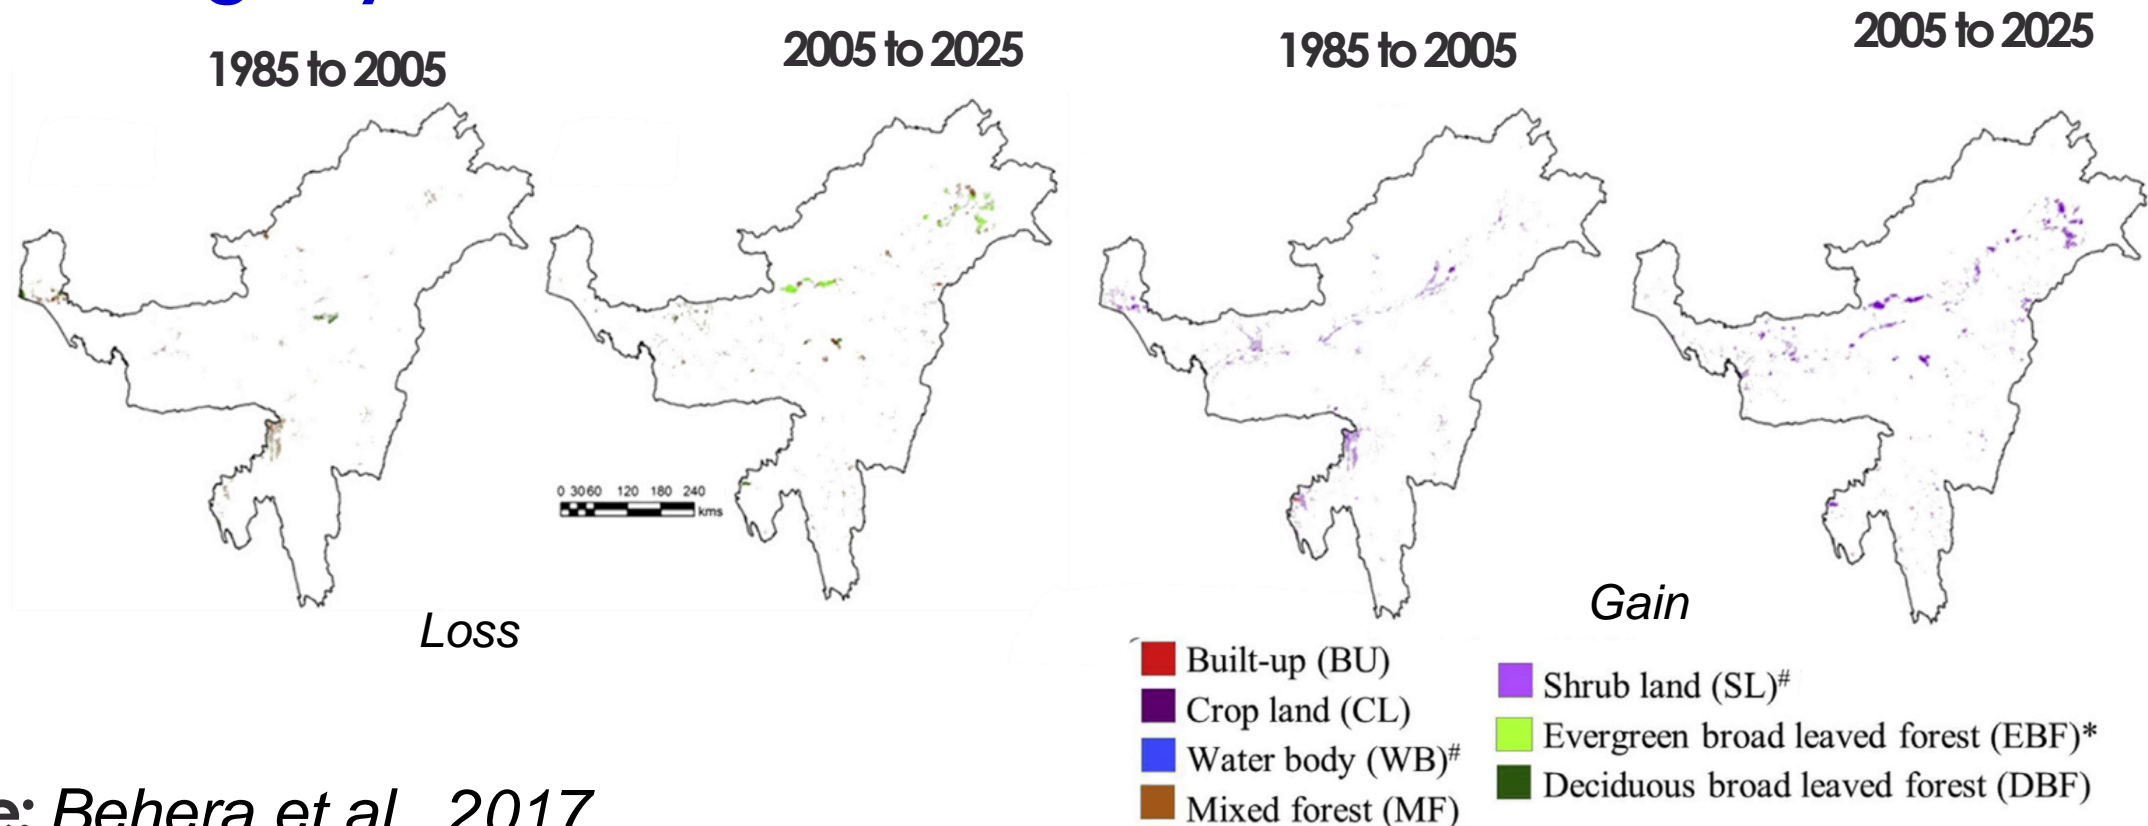 1985 to 2005
2005 to 2025
1985 to 2005
2005 to 2025
0 30 60 120 180 240
kms
Loss
Gain
Built-up (BU)
Crop land (CL)
Water body (WB)#
Mixed forest (MF)
Shrub land (SL)#
Evergreen broad leaved forest (EBF)*
Deciduous broad leaved forest (DBF)
e: Behera et al., 2017